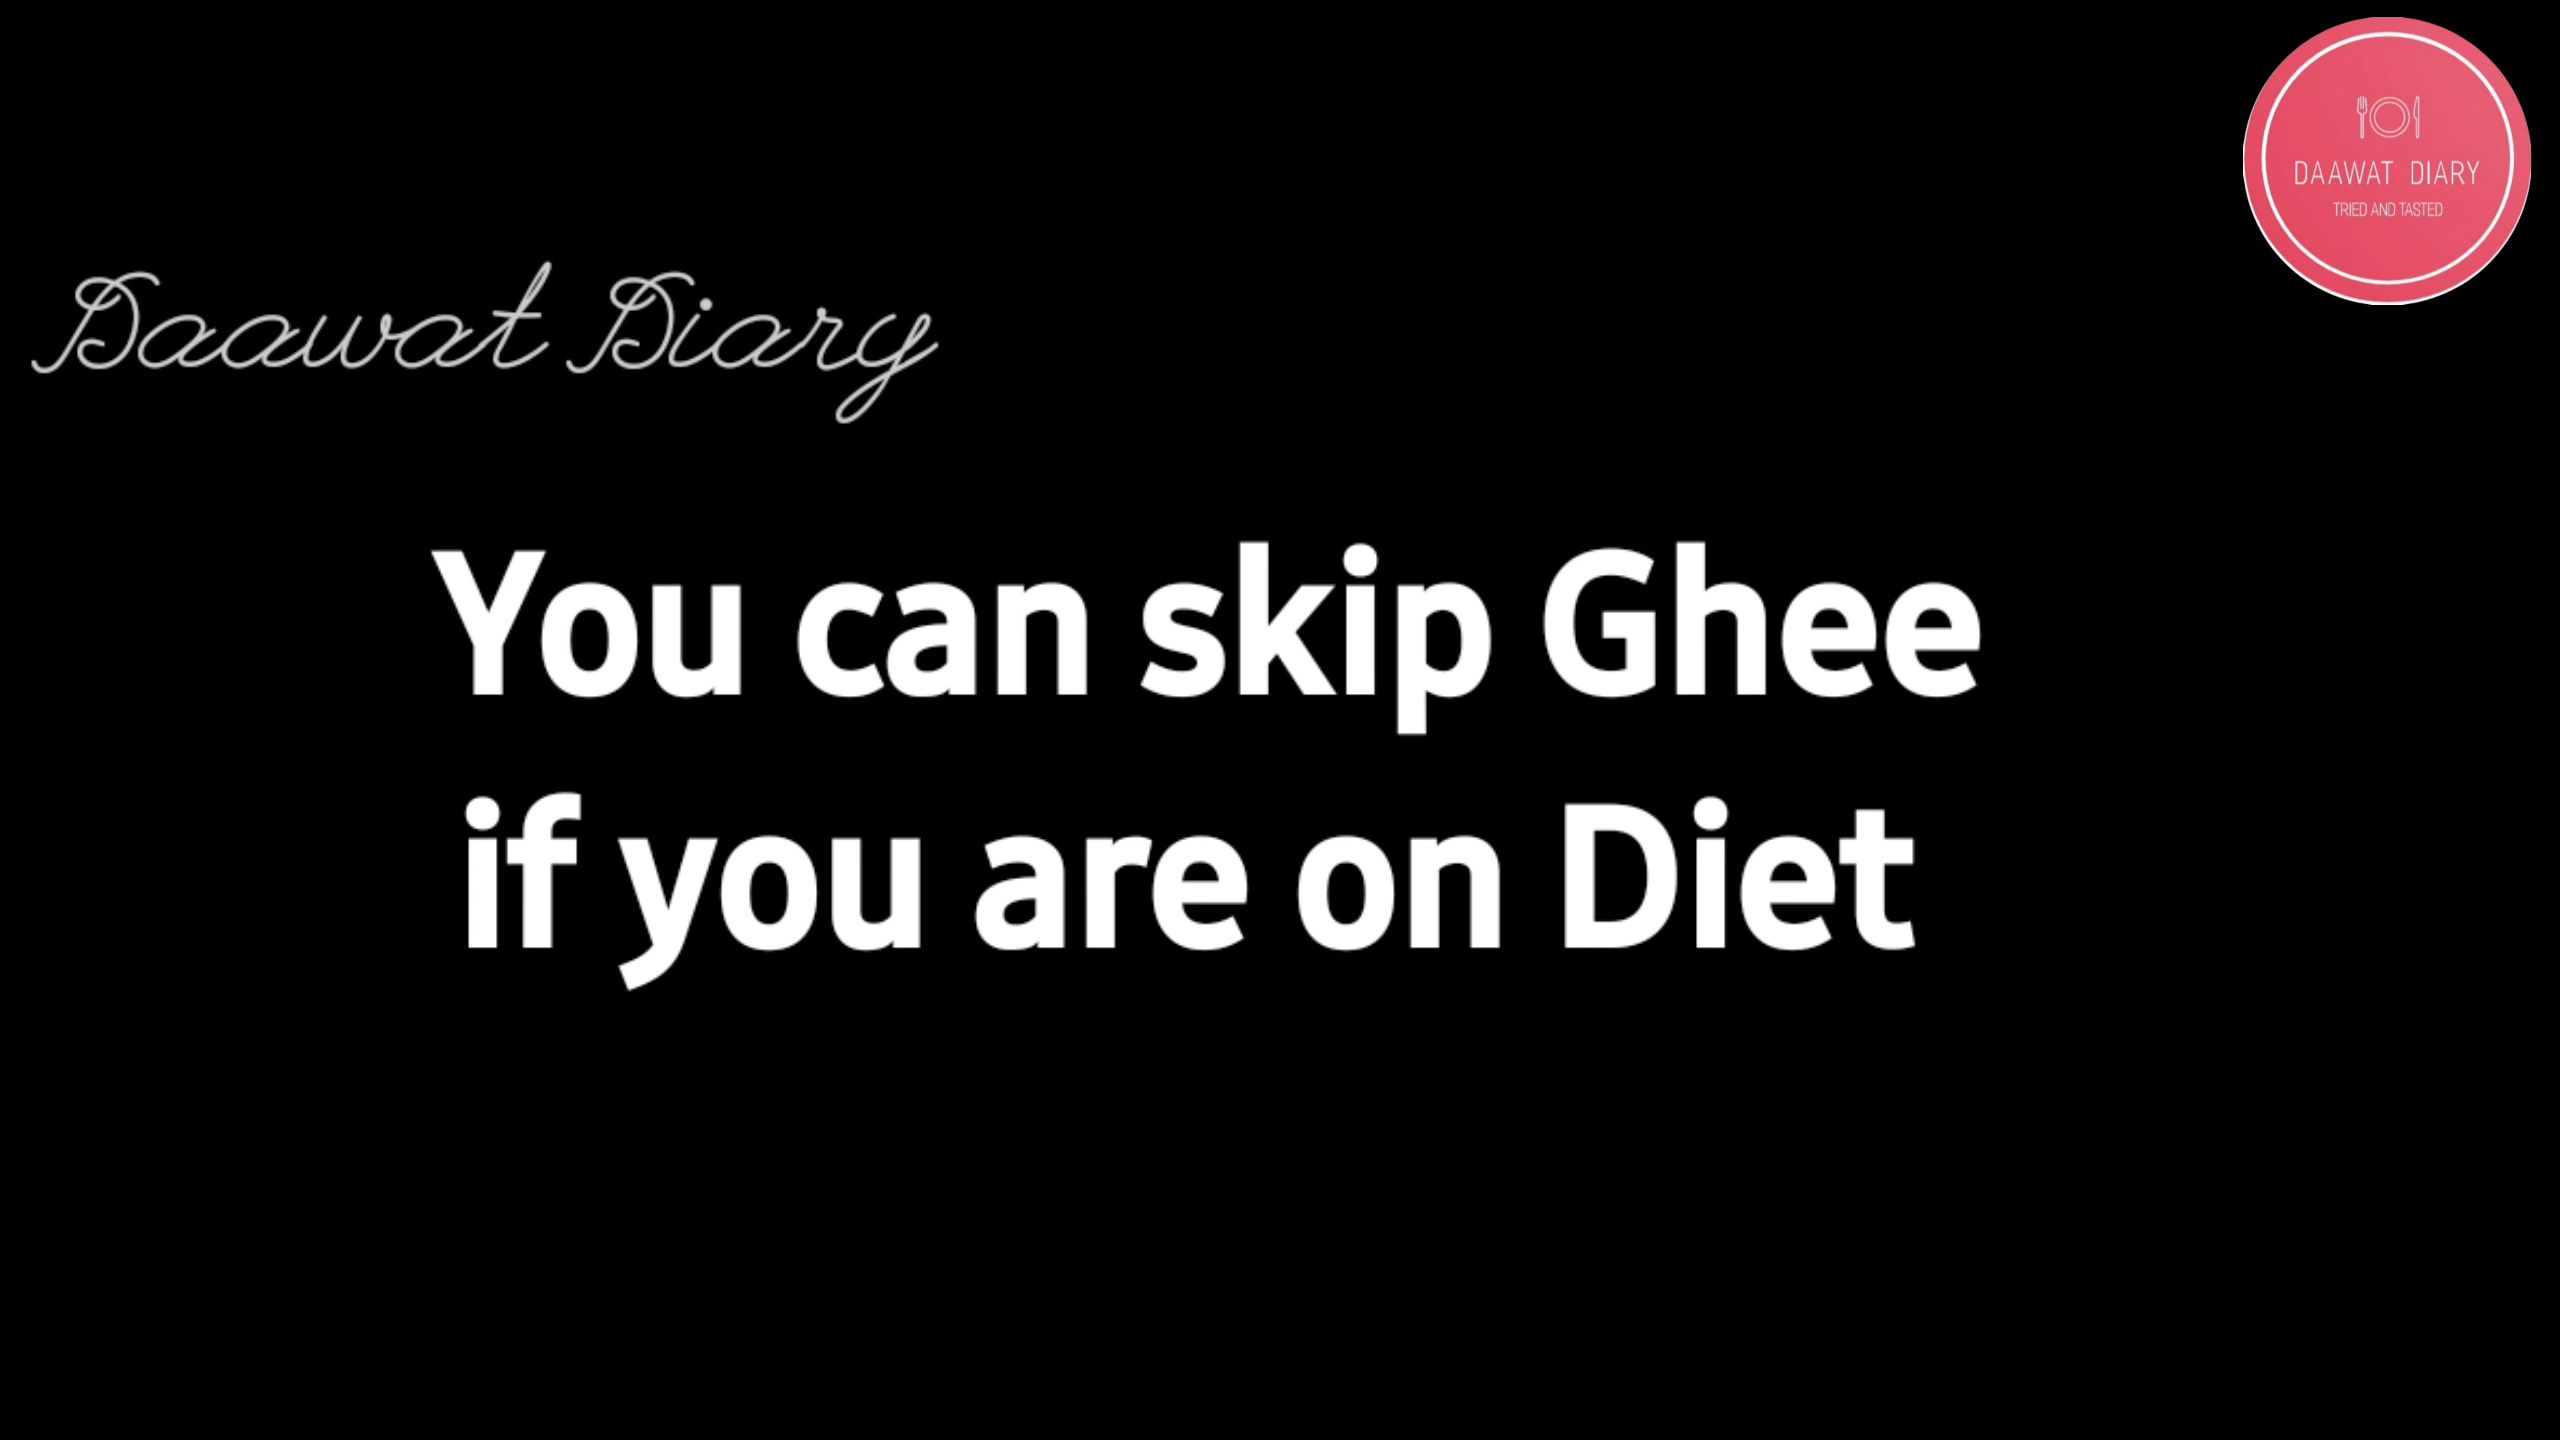 DAAWAT DIARY
TRIED AND TASTED
Daawat Diary
You can skip Ghee
if you are on Diet